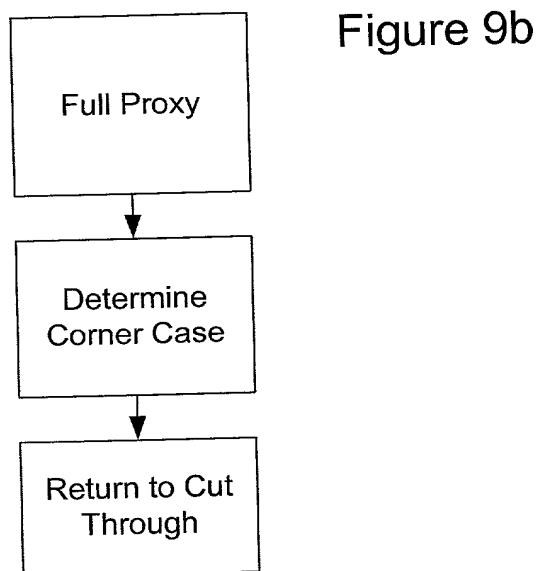 Figure 9b
Full Proxy
Determine
Corner Case
Return to Cut
Through